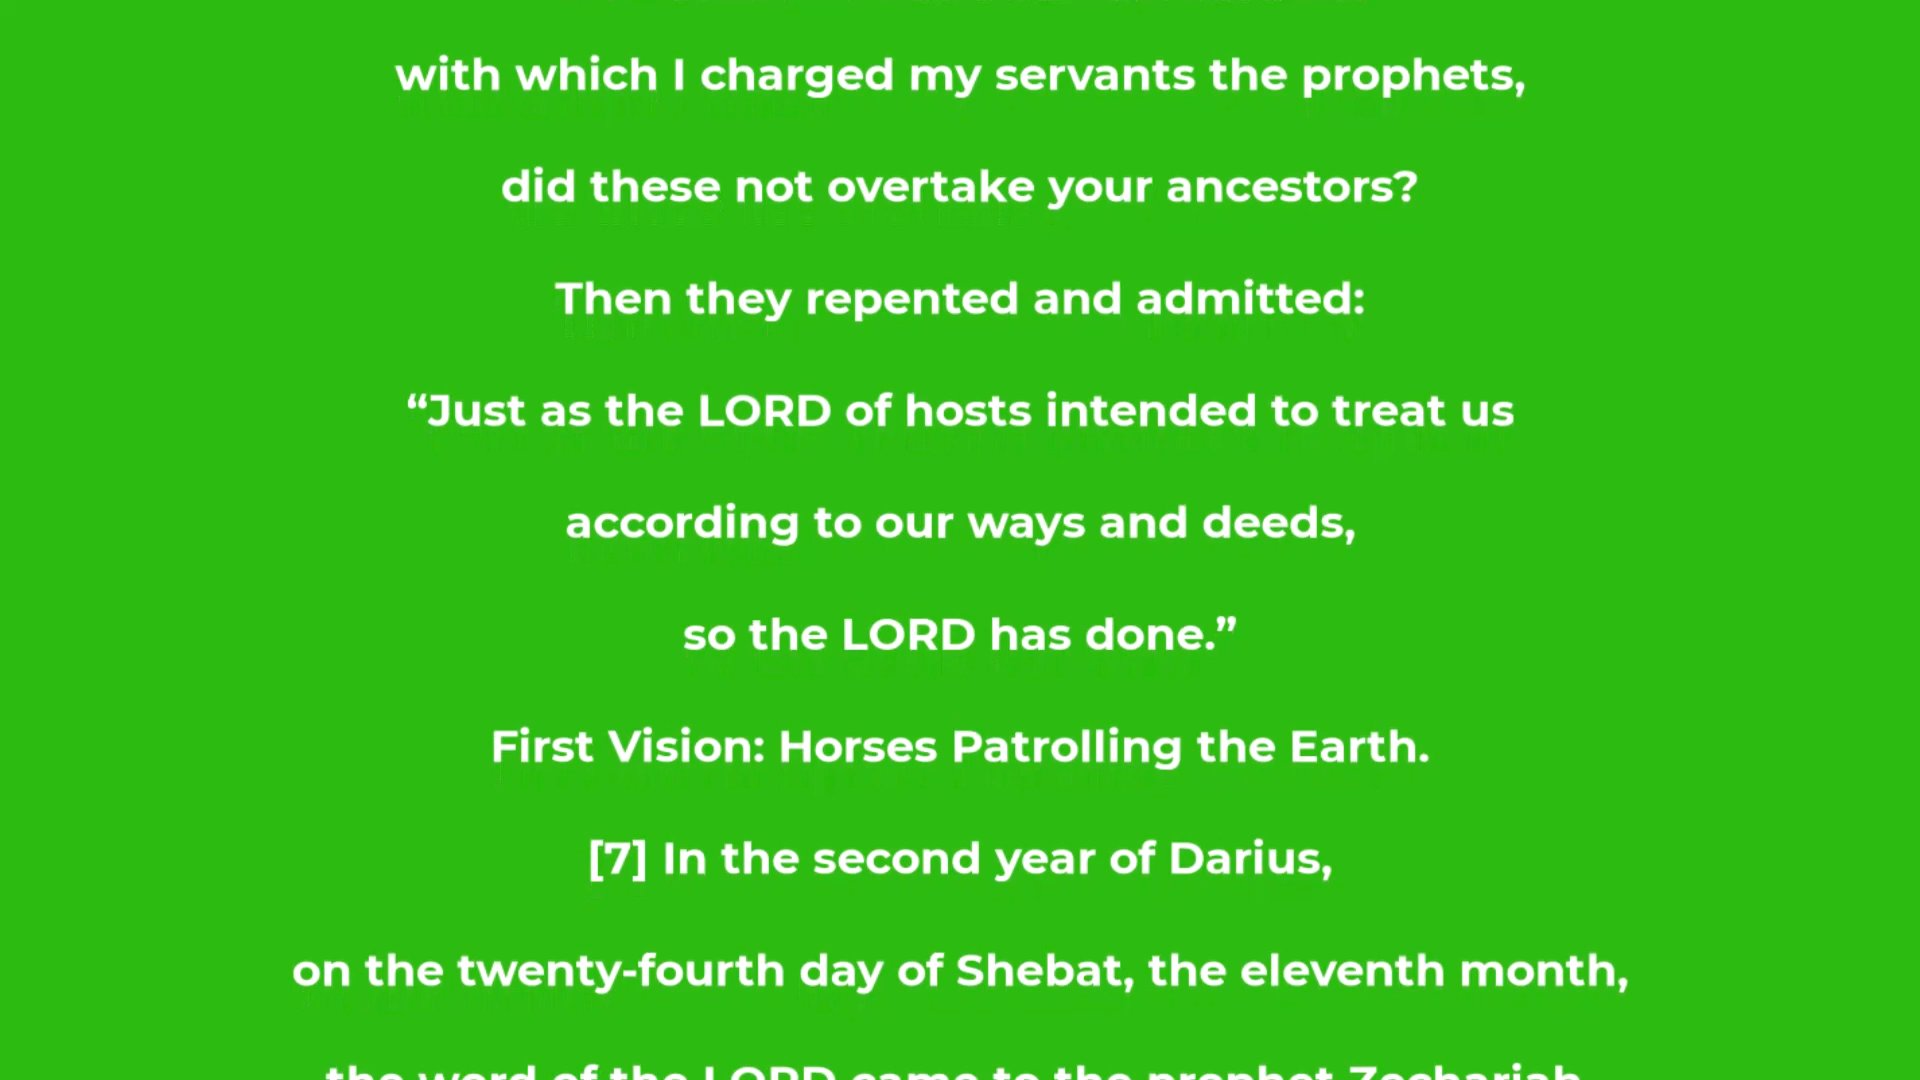 with which I charged my servants the prophets,
did these not overtake your ancestors?
Then they repented and admitted:
“Just as the LORD of hosts intended to treat us
according to our ways and deeds,
so the LORD has done.”
First Vision: Horses Patrolling the Earth.
[7] In the second year of Darius,
on the twenty-fourth day of Shebat, the eleventh month,
the word of the LORD came to the prophet Zechariah